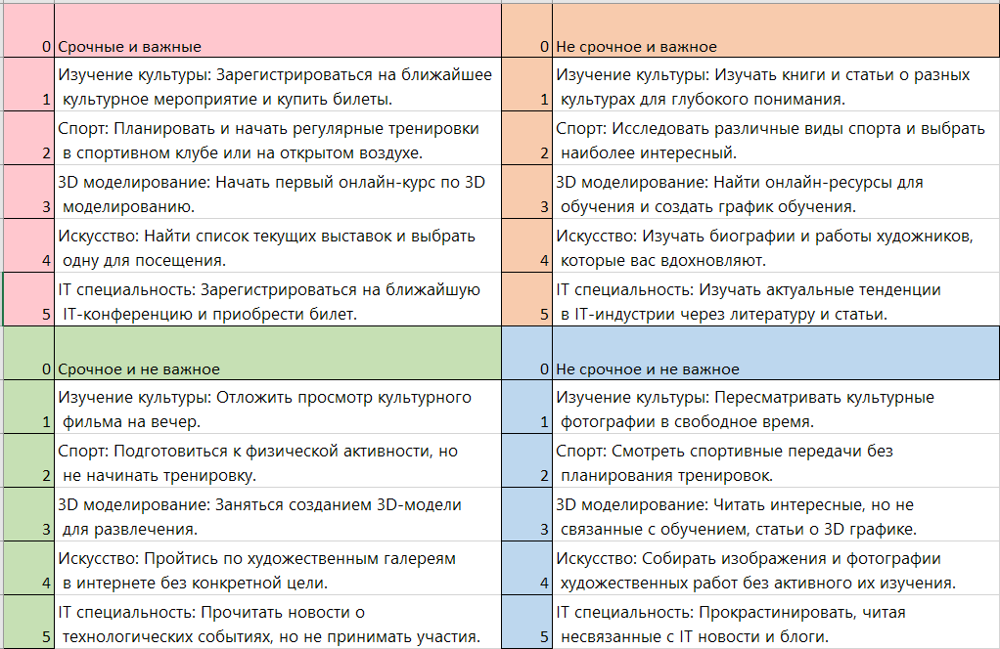 0 Срочные и важные
1 Изучение культуры: Зарегистрироваться на ближайшее
культурное мероприятие и купить билеты.
2 Спорт: Планировать и начать регулярные тренировки
в спортивном клубе или на открытом воздухе.
3 3D моделирование: Начать первый онлайн-курс по 3D
моделированию.
4 Искусство: Найти список текущих выставок и выбрать
одну для посещения.
5 IT специальность: Зарегистрироваться на ближайшую
IT-конференцию и приобрести билет.
0 Не срочное и важное
1 Изучение культуры: Изучать книги и статьи о разных
культурах для глубокого понимания.
2 Спорт: Исследовать различные виды спорта и выбрать
наиболее интересный.
3 3D моделирование: Найти онлайн-ресурсы для
обучения и создать график обучения.
4 Искусство: Изучать биографии и работы художников,
которые вас вдохновляют.
5 IT специальность: Изучать актуальные тенденции
в IT-индустрии через литературу и статьи.
0 Срочное и не важное
1 Изучение культуры: Отложить просмотр культурного
фильма на вечер.
2 Спорт: Подготовиться к физической активности, но
не начинать тренировку.
3 3D моделирование: Заняться созданием 3D-модели
для развлечения.
4 Искусство: Пройтись по художественным галереям
в интернете без конкретной цели.
5 IT специальность: Прочитать новости о
технологических событиях, но не принимать участия.
0 Не срочное и не важное
1 Изучение культуры: Пересматривать культурные
фотографии в свободное время.
2 Спорт: Смотреть спортивные передачи без
планирования тренировок.
3 3D моделирование: Читать интересные, но не
связанные с обучением, статьи о 3D графике.
4 Искусство: Собирать изображения и фотографии
художественных работ без активного их изучения.
5 IT специальность: Прокрастинировать, читая
несвязанные с IT новости и блоги.